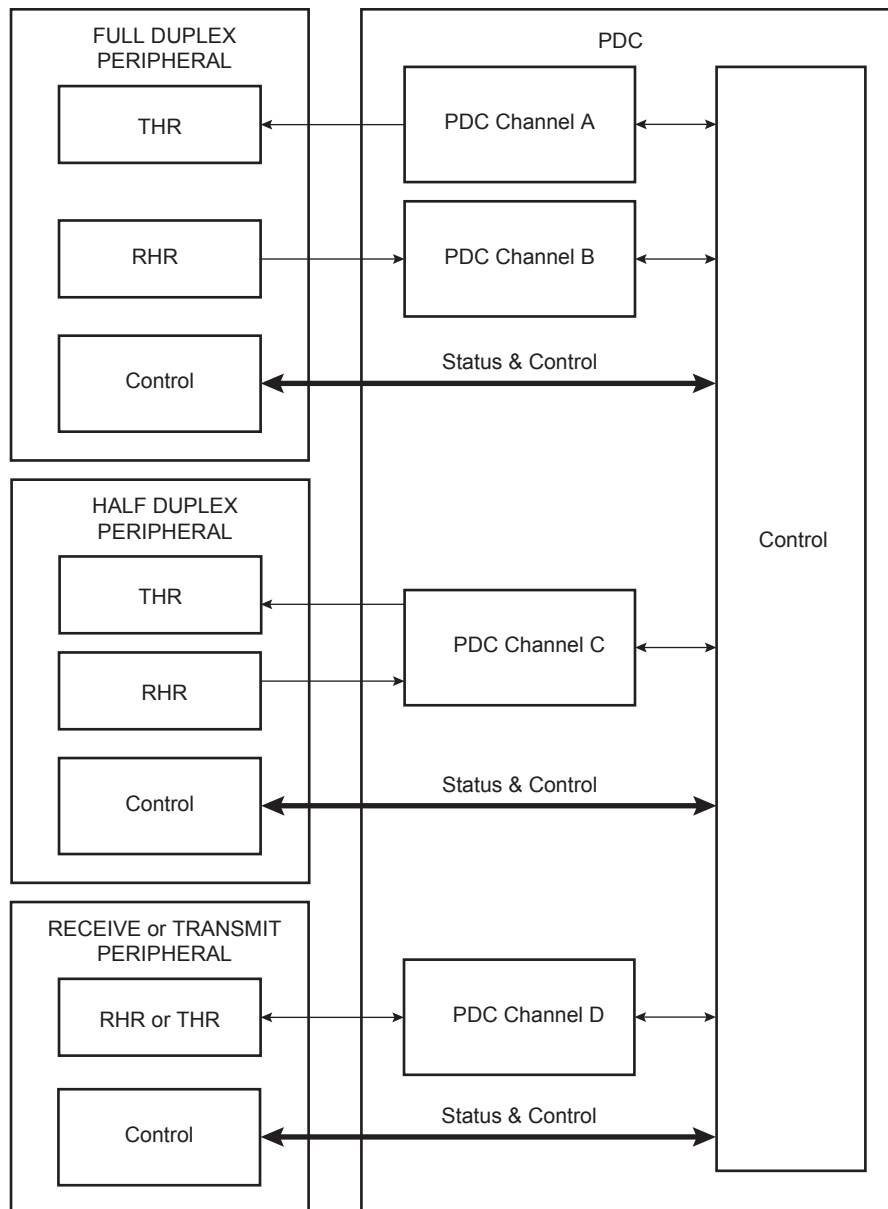 FULL DUPLEX
PERIPHERAL
THR
RHR
Control
PDC
PDC Channel A
PDC Channel B
Status & Control
HALF DUPLEX
PERIPHERAL
THR
RHR
Control
PDC Channel C
Status & Control
Control
RECEIVE or TRANSMIT
PERIPHERAL
RHR or THR
Control
PDC Channel D
Status & Control